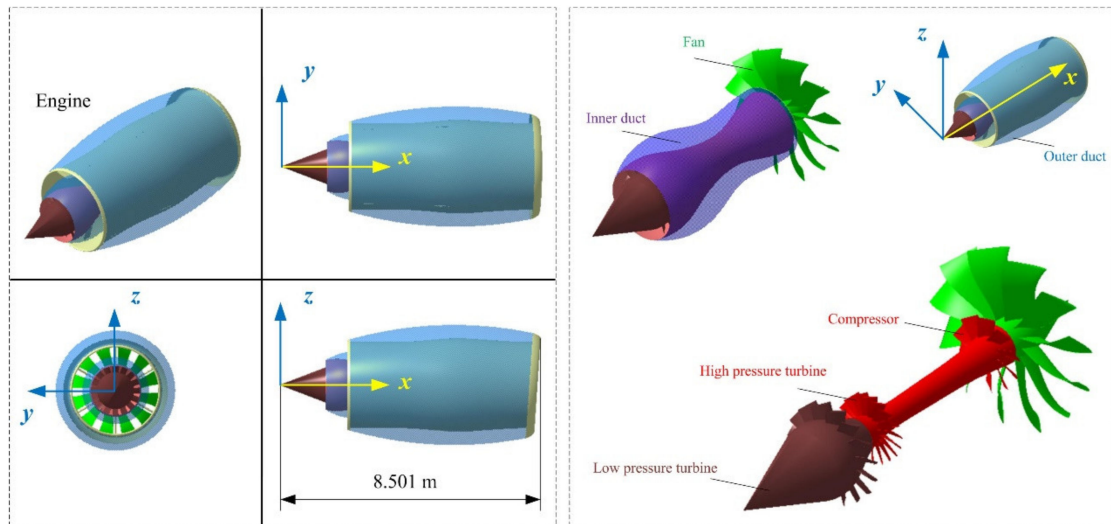 Engine
y
x
z
y
z
x
8.501 m
Fan
Inner duct
z
y
x
Outer duct
Compressor
High pressure turbine
Low pressure turbine